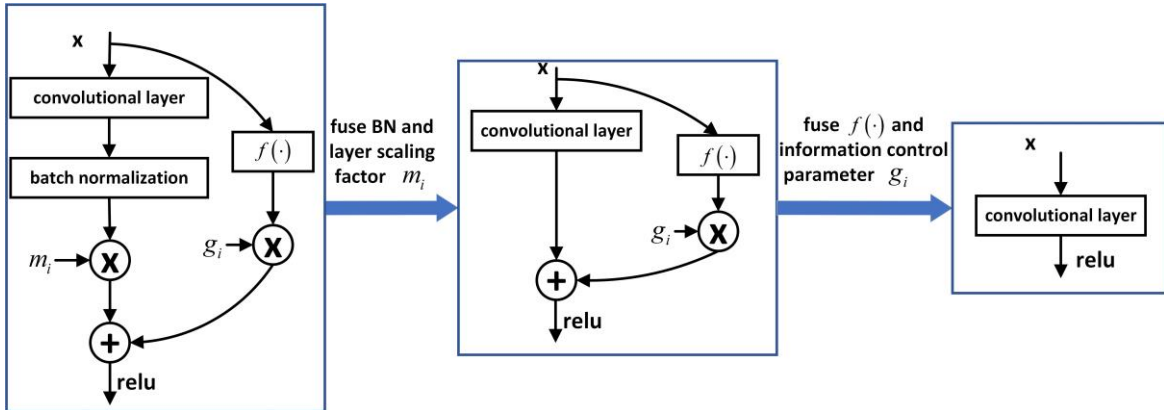 x
convolutional layer
f(·)
batch normalization
m_i
x
g_i
x
+
relu
fuse BN and
layer scaling
factor m_i
x
convolutional layer
f(·)
g_i
x
+
relu
fuse f(·) and
information control
parameter g_i
x
convolutional layer
relu